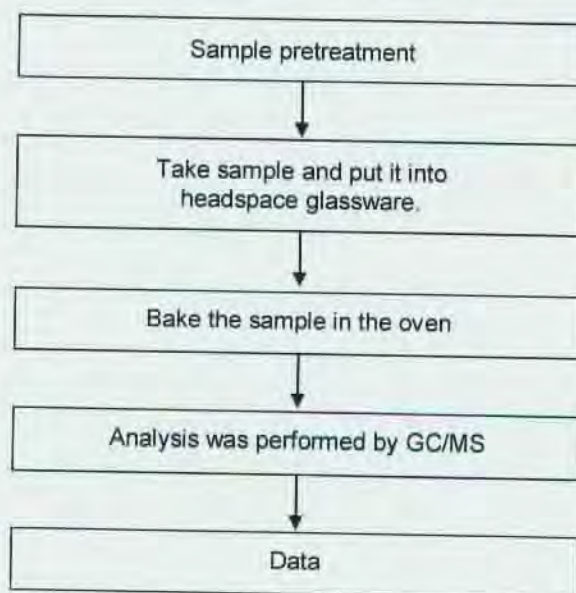 Sample pretreatment
Take sample and put it into
headspace glassware.
Bake the sample in the oven
Analysis was performed by GC/MS
Data